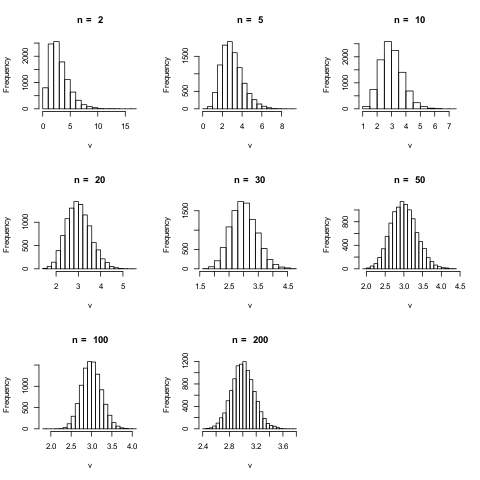 n = 2
Frequency
0 1000 2000
0 5 10 15
v
n = 5
Frequency
0 500 1500
0 2 4 6 8
v
n = 10
Frequency
0 1000 2000
1 2 3 4 5 6 7
v
n = 20
Frequency
0 500 1000
2 3 4 5
v
n = 30
Frequency
0 500 1500
1.5 2.5 3.5 4.5
v
n = 50
Frequency
0 400 800
2.0 2.5 3.0 3.5 4.0 4.5
v
n = 100
Frequency
0 500 1500
2.0 2.5 3.0 3.5 4.0
v
n = 200
Frequency
0 400 800 1200
2.4 2.8 3.2 3.6
v